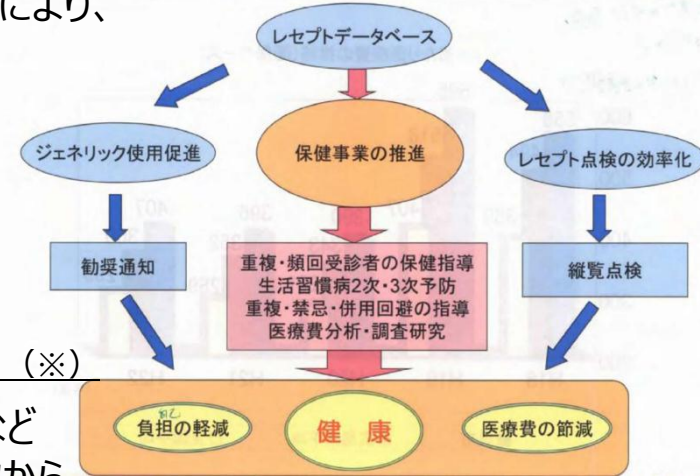 により、
レセプトデータベース
ジェネリック使用促進
保健事業の推進
レセプト点検の効率化
勧奨通知
重複・頻回受診者の保健指導
生活習慣病2次・3次予防
重複・禁忌・併用回避の指導
医療費分析・調査研究
縦覧点検
(※)
など
から
自己
負担の軽減
健康
医療費の節減